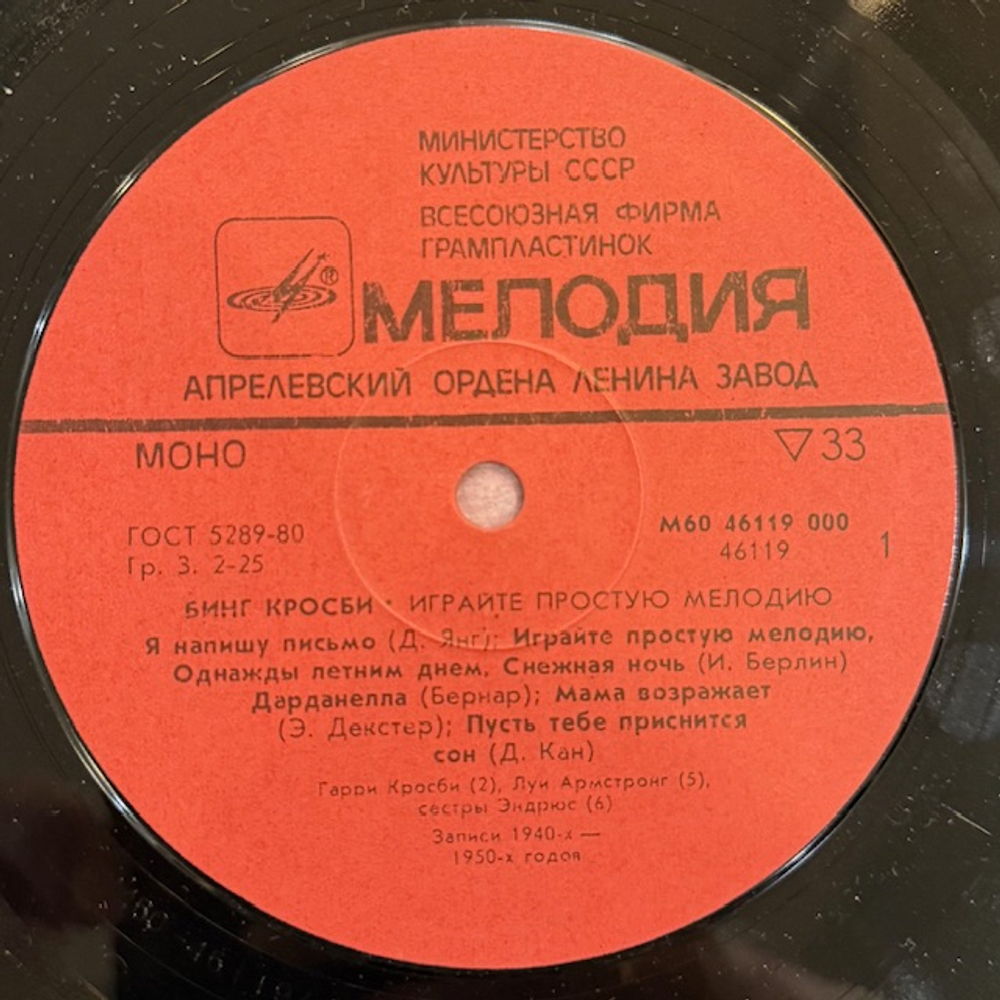 МИНИСТЕРСТВО
КУЛЬТУРЫ СССР
ВСЕСОЮЗНАЯ ФИРМА
ГРАМПЛАСТИНОК
®
МЕЛОДИЯ
АПРЕЛЕВСКИЙ ОРДЕНА ЛЕНИНА ЗАВОД
МОНО
▽ 33
ГОСТ 5289-80
Гр. 3. 2-25
М60 46119 000
46119
1
БИНГ КРОСБИ · ИГРАЙТЕ ПРОСТУЮ МЕЛОДИЮ
Я напишу письмо (Д. Янг); Играйте простую мелодию,
Однажды летним днем, Снежная ночь (И. Берлин)
Дарданелла (Бернар); Мама возражает
(Э. Декстер); Пусть тебе приснится
сон (Д. Кан)
Гарри Кросби (2), Луи Армстронг (5),
сестры Эндрюс (6)
Записи 1940-х —
1950-х годов